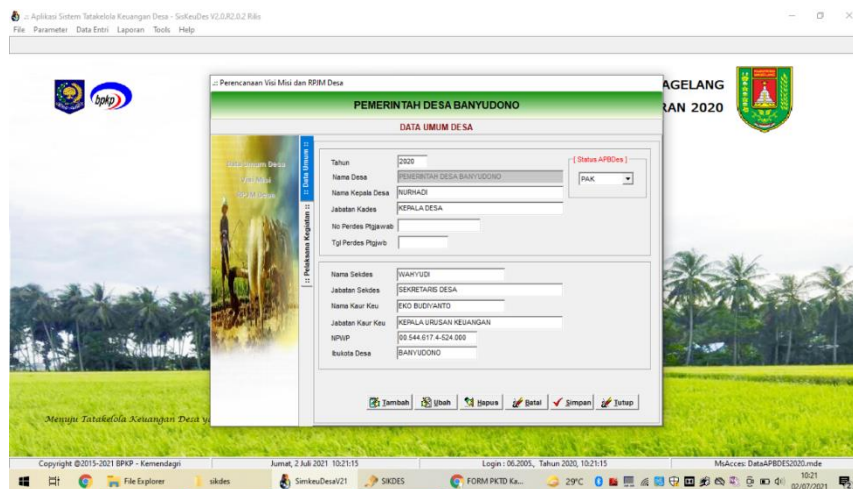 .:: Aplikasi Sistem Tatakelola Keuangan Desa - SisKeuDes V2.0.R2.0.2 Rilis
File Parameter Data Entri Laporan Tools Help
bpkp
AGELANG
RAN 2020
.:: Perencanaan Visi Misi dan RPJM Desa
PEMERINTAH DESA BANYUDONO
DATA UMUM DESA
Data Umum Desa
Visi Misi
RPJM Desa
:: Data Umum ::
:: Pelaksana Kegiatan ::
Tahun 2020
[ Status APBDes ]
PAK
Nama Desa PEMERINTAH DESA BANYUDONO
Nama Kepala Desa NURHADI
Jabatan Kades KEPALA DESA
No Perdes Ptgjawab
Tgl Perdes Ptgjwb
Nama Sekdes WAHYUDI
Jabatan Sekdes SEKRETARIS DESA
Nama Kaur Keu EKO BUDIYANTO
Jabatan Kaur Keu KEPALA URUSAN KEUANGAN
NPWP 00.544.617.4-524.000
Ibukota Desa BANYUDONO
Tambah Ubah Hapus Batal Simpan Tutup
Menuju Tatakelola Keuangan Desa y
Copyright @2015-2021 BPKP - Kemendagri Jumat, 2 Juli 2021 10:21:15 Login : 06.2005., Tahun 2020, 10:21:15 MsAcces: DataAPBDES2020.mde
File Explorer sikdes SimkeuDesaV21 SIKDES FORM PKTD Ka... 29°C 10:21
02/07/2021